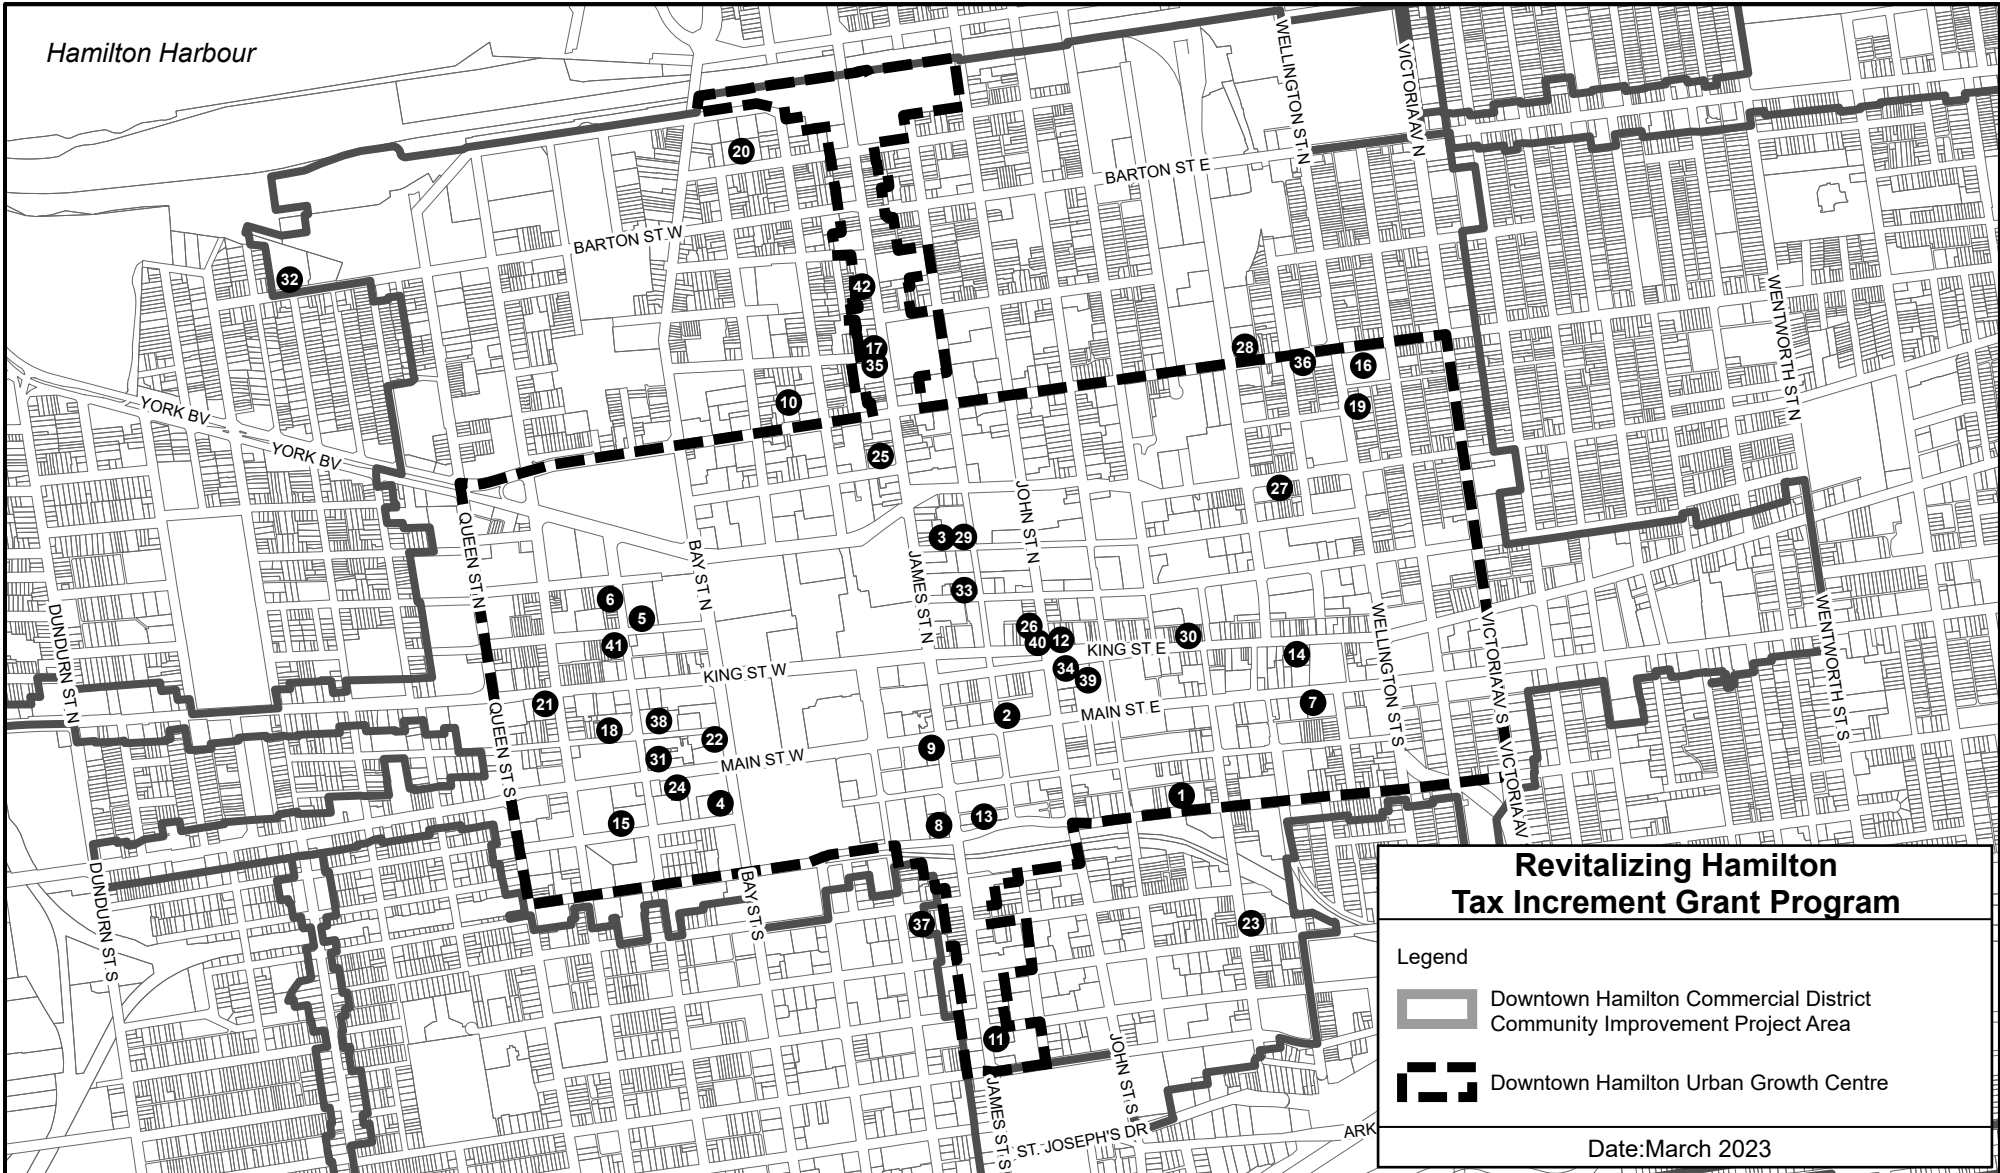 Hamilton Harbour
WELLINGTON ST N
VICTORIA AV N
20
BARTON ST E
BARTON ST W
32
42
WENTWORTH ST N
17
28
36
16
35
YORK BV
10
19
YORK BV
25
27
JOHN ST N
QUEEN ST N
BAY ST N
3
29
JAMES ST N
33
6
5
DUNDURN ST N
WELLINGTON ST S
VICTORIA AV S
WENTWORTH ST S
26
40
12
30
41
KING ST E
14
KING ST W
34
39
21
QUEEN ST S
38
18
22
2
MAIN ST E
7
9
31
MAIN ST W
24
4
1
15
8
13
VICTORIA AV
DUNDURN ST S
BAY ST S
37
23
11
JOHN ST S
JAMES ST S
ST. JOSEPH'S DR
ARK
Revitalizing Hamilton
Tax Increment Grant Program
Legend
Downtown Hamilton Commercial District
Community Improvement Project Area
Downtown Hamilton Urban Growth Centre
Date:March 2023